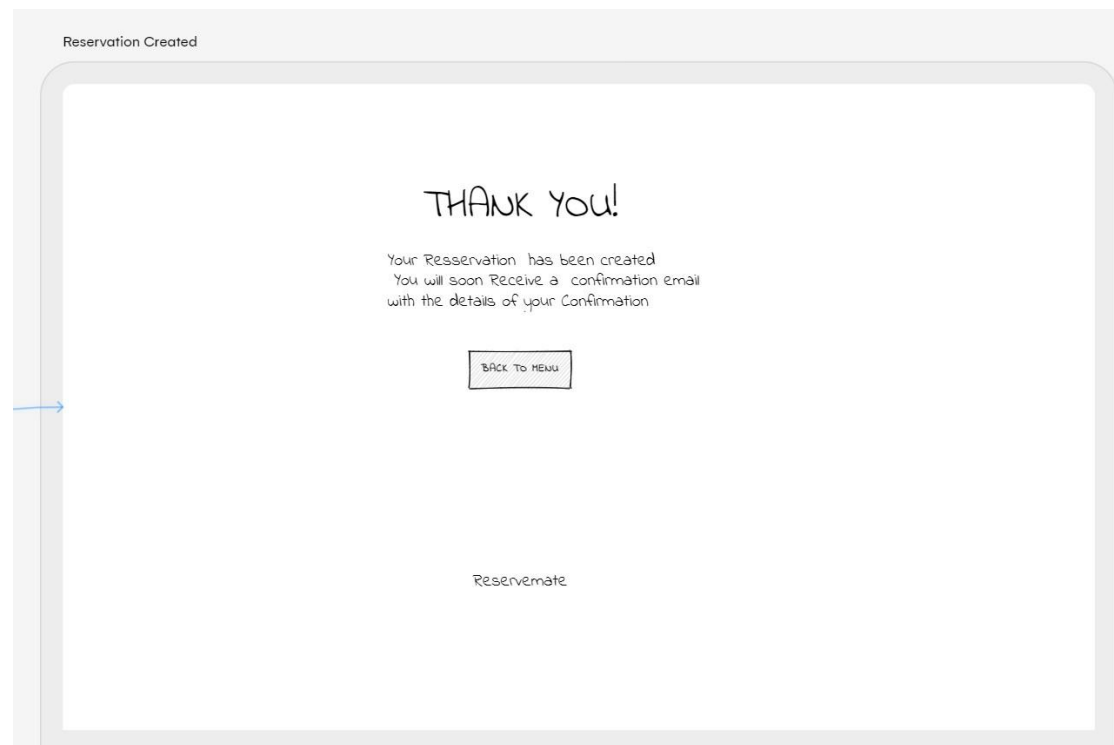 Reservation Created
THANK YOU!
Your Resservation has been created
You will soon Receive a confirmation email
with the details of your Confirmation
BACK TO MENU
Reservemate